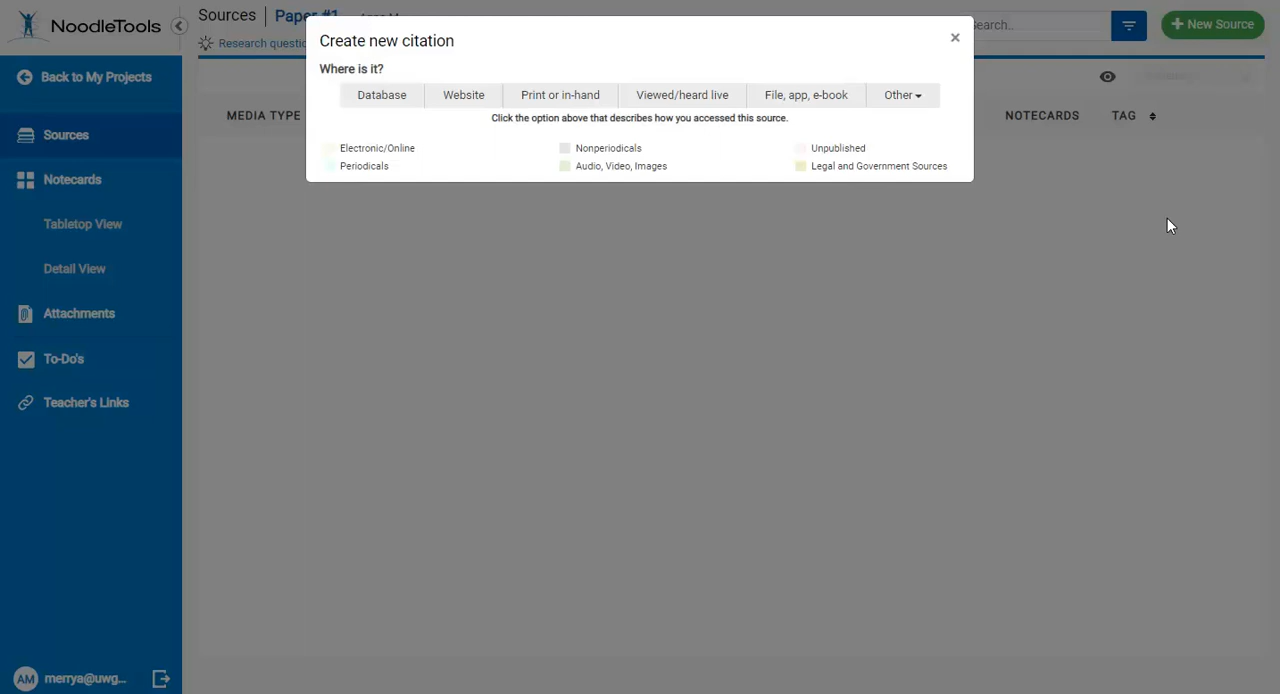 NoodleTools
Back to My Projects
Sources
Notecards
Tabletop View
Detail View
Attachments
To-Do's
Teacher's Links
AM merrya@uwg...
Sources | Paper #1
Research questio
earch..
+ New Source
MEDIA TYPE
NOTECARDS
TAG
Create new citation
×
Where is it?
Database Website Print or in-hand Viewed/heard live File, app, e-book Other
Click the option above that describes how you accessed this source.
Electronic/Online Nonperiodicals Unpublished
Periodicals Audio, Video, Images Legal and Government Sources